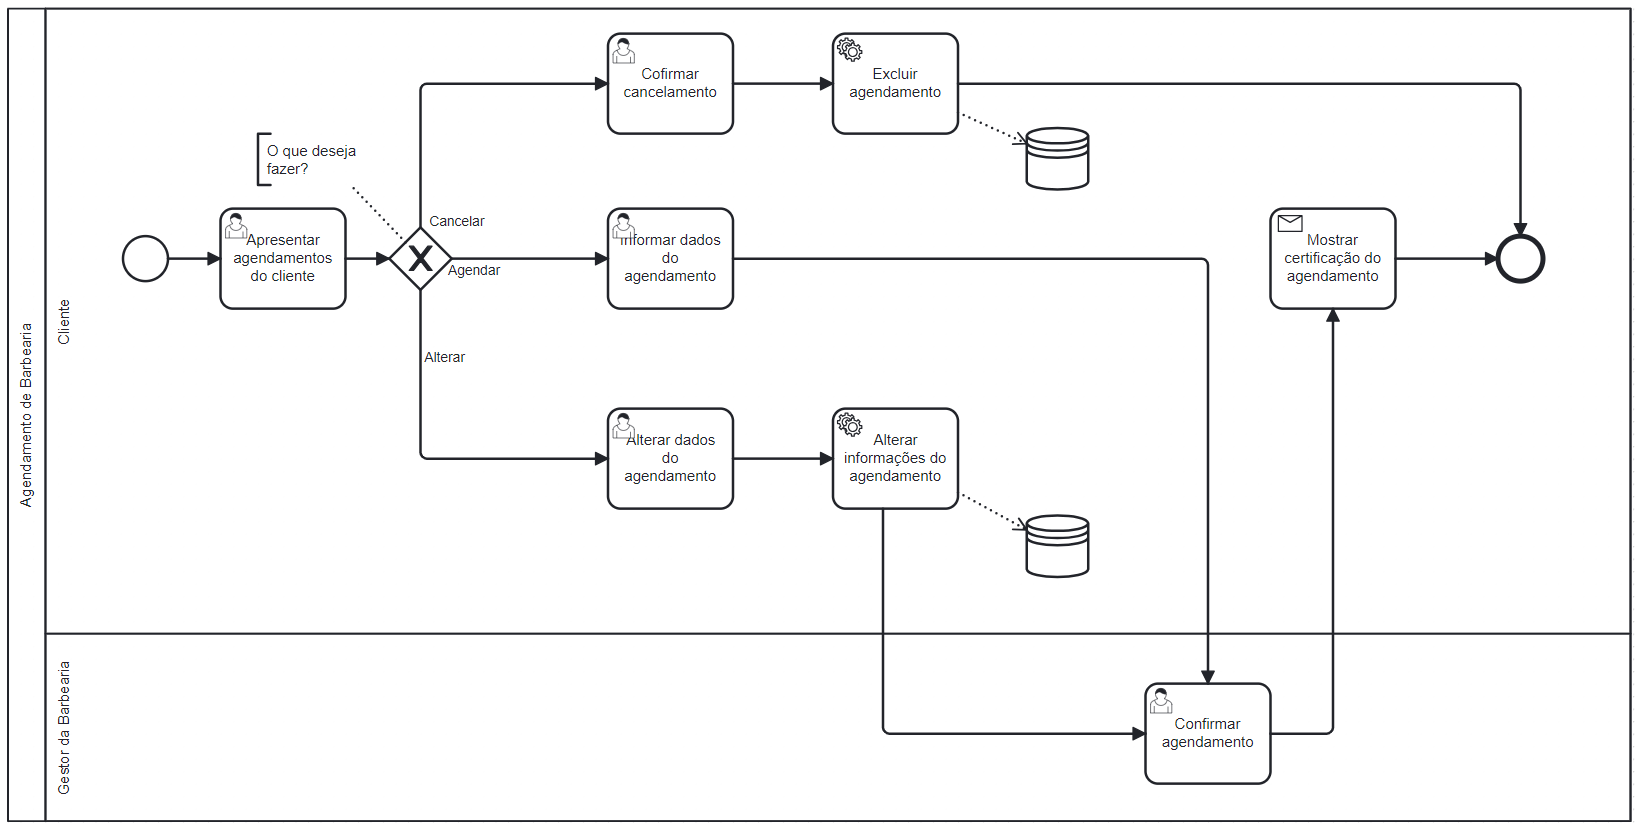 Agendamento de Barbearia
Cliente
O que deseja
fazer?
Apresentar
agendamentos
do cliente
Cancelar
Agendar
Alterar
Cofirmar
cancelamento
Excluir
agendamento
Informar dados
do
agendamento
Mostrar
certificação do
agendamento
Alterar dados
do
agendamento
Alterar
informações do
agendamento
Gestor da Barbearia
Confirmar
agendamento